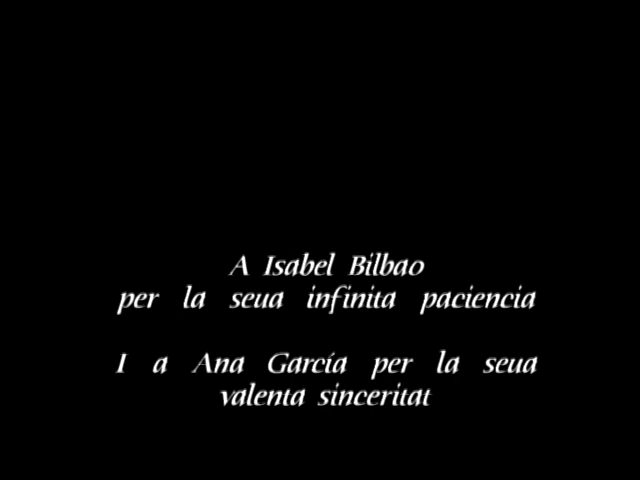 A Isabel Bilbao
per la seua infinita paciencia
I a Ana García per la seua
valenta sinceritat